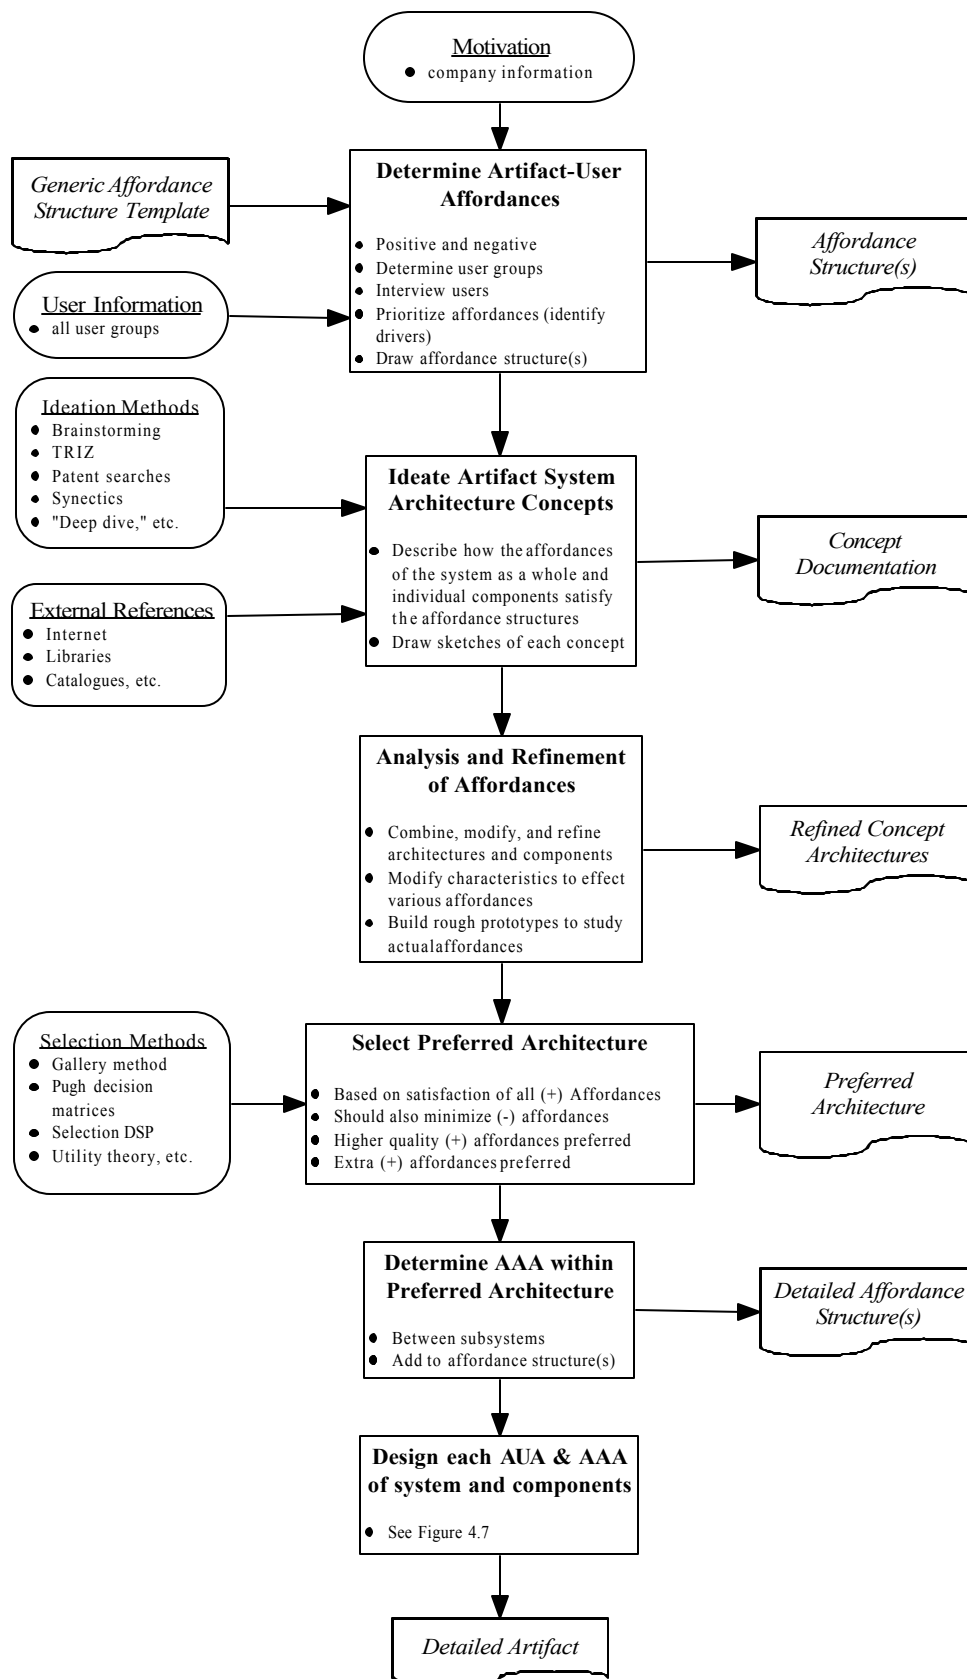 Motivation
● company information
Generic Affordance
Structure Template
User Information
● all user groups
Determine Artifact-User
Affordances
● Positive and negative
● Determine user groups
● Interview users
● Prioritize affordances (identify
drivers)
● Draw affordance structure(s)
Affordance
Structure(s)
Ideation Methods
● Brainstorming
● TRIZ
● Patent searches
● Synectics
● "Deep dive," etc.
External References
● Internet
● Libraries
● Catalogues, etc.
Ideate Artifact System
Architecture Concepts
● Describe how the affordances
of the system as a whole and
individual components satisfy
the affordance structures
● Draw sketches of each concept
Concept
Documentation
Analysis and Refinement
of Affordances
● Combine, modify, and refine
architectures and components
● Modify characteristics to effect
various affordances
● Build rough prototypes to study
actual affordances
Refined Concept
Architectures
Selection Methods
● Gallery method
● Pugh decision
matrices
● Selection DSP
● Utility theory, etc.
Select Preferred Architecture
● Based on satisfaction of all (+) Affordances
● Should also minimize (-) affordances
● Higher quality (+) affordances preferred
● Extra (+) affordances preferred
Preferred
Architecture
Determine AAA within
Preferred Architecture
● Between subsystems
● Add to affordance structure(s)
Detailed Affordance
Structure(s)
Design each AUA & AAA
of system and components
● See Figure 4.7
Detailed Artifact